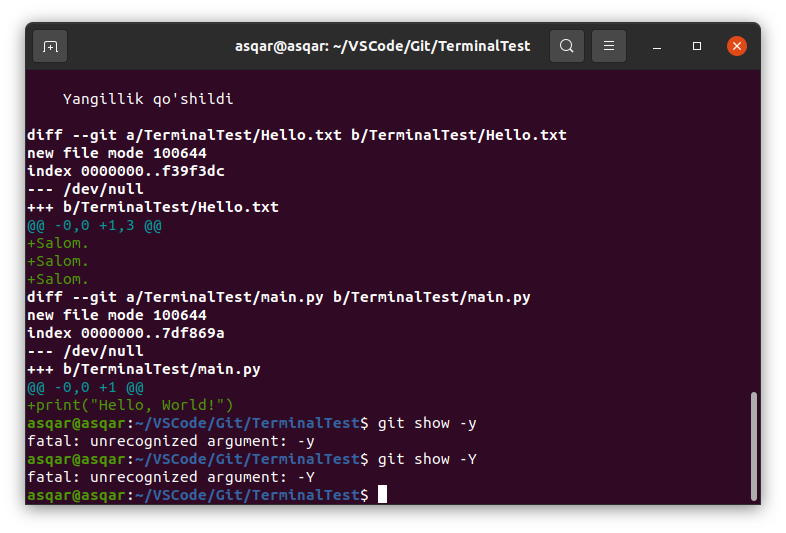 asqar@asqar: ~/VSCode/Git/TerminalTest
Yangillik qo'shildi
diff --git a/TerminalTest/Hello.txt b/TerminalTest/Hello.txt
new file mode 100644
index 0000000..f39f3dc
--- /dev/null
+++ b/TerminalTest/Hello.txt
@@ -0,0 +1,3 @@
+Salom.
+Salom.
+Salom.
diff --git a/TerminalTest/main.py b/TerminalTest/main.py
new file mode 100644
index 0000000..7df869a
--- /dev/null
+++ b/TerminalTest/main.py
@@ -0,0 +1 @@
+print("Hello, World!")
asqar@asqar:~/VSCode/Git/TerminalTest$ git show -y
fatal: unrecognized argument: -y
asqar@asqar:~/VSCode/Git/TerminalTest$ git show -Y
fatal: unrecognized argument: -Y
asqar@asqar:~/VSCode/Git/TerminalTest$